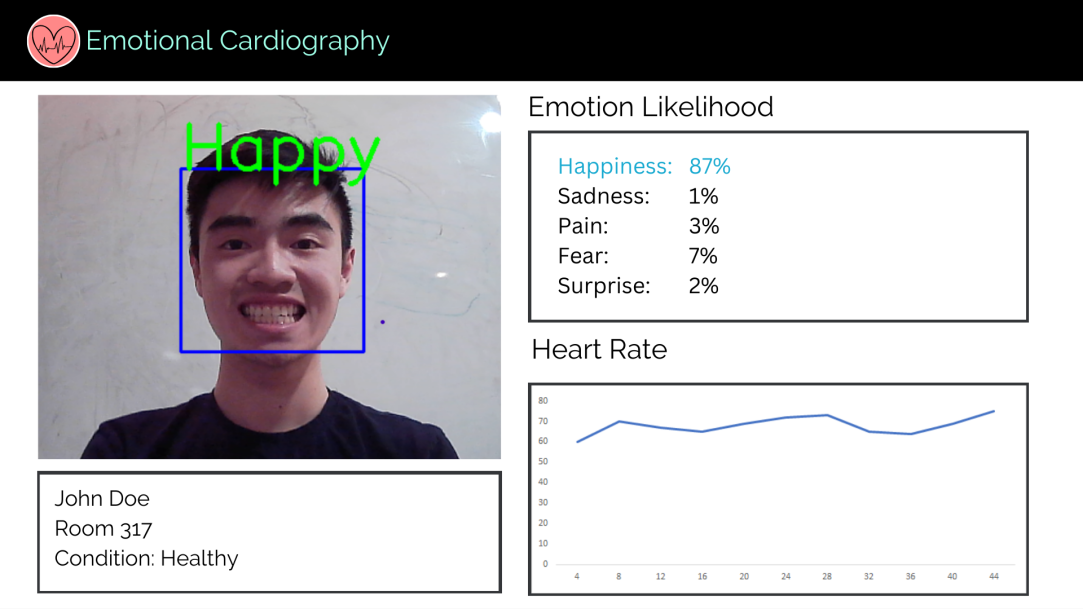 Emotional Cardiography
Happy
John Doe
Room 317
Condition: Healthy
Emotion Likelihood
Happiness: 87%
Sadness: 1%
Pain: 3%
Fear: 7%
Surprise: 2%
Heart Rate
80
70
60
50
40
30
20
10
0
4 8 12 16 20 24 28 32 36 40 44